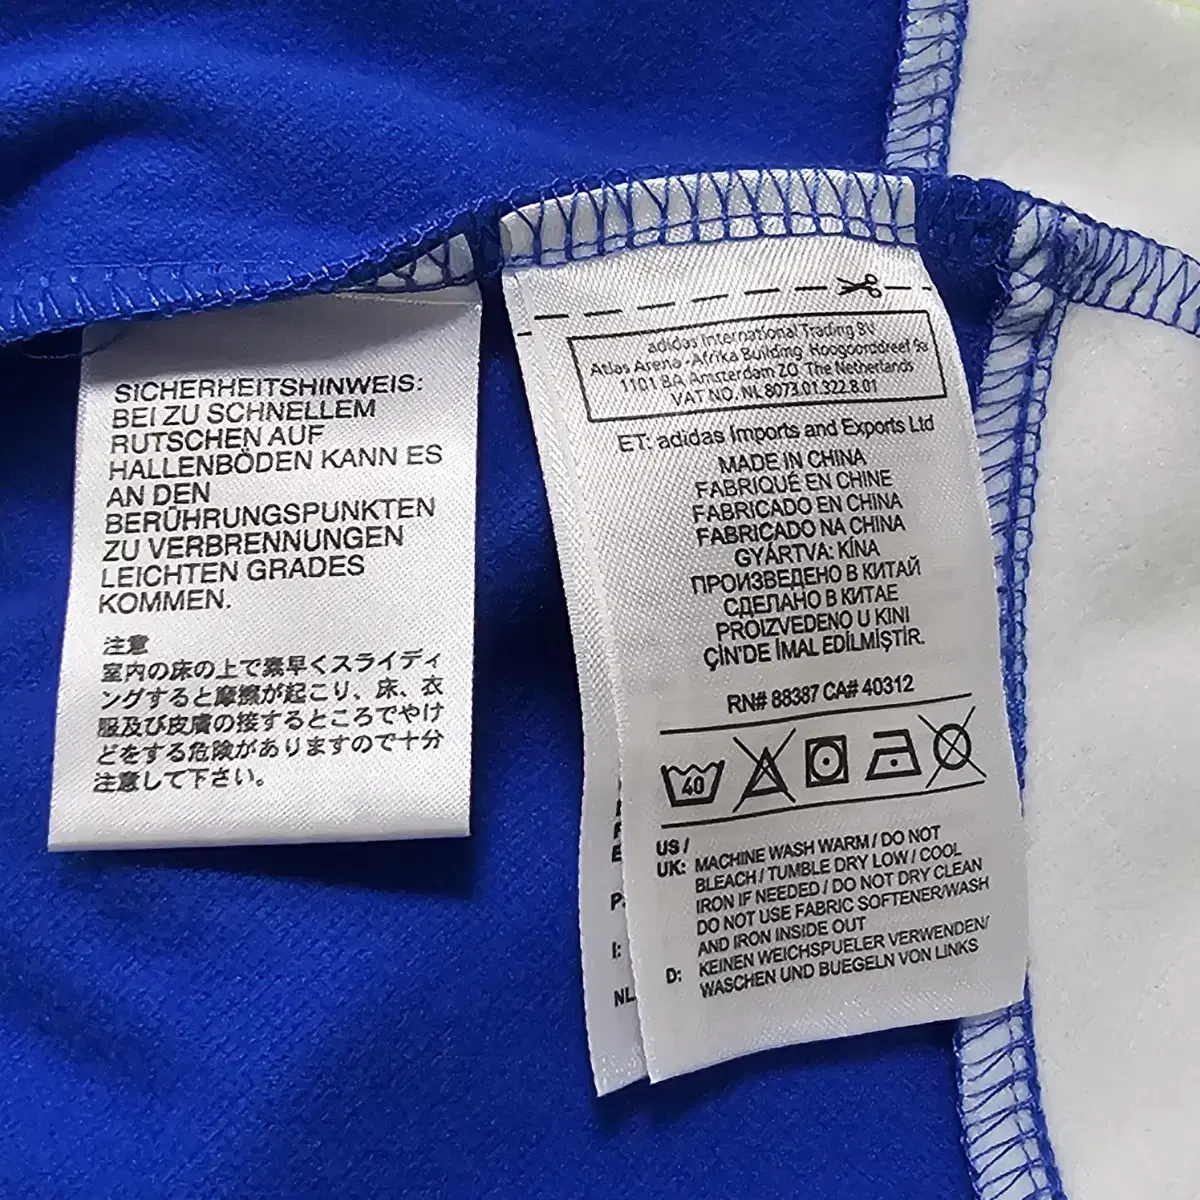 SICHERHEITSHINWEIS:
BEI ZU SCHNELLEM
RUTSCHEN AUF
HALLENBÖDEN KANN ES
AN DEN
BERÜHRUNGSPUNKTEN
ZU VERBRENNUNGEN
LEICHTEN GRADES
KOMMEN.
注意
室内の床の上で素早くスライディ
ングすると摩擦が起こり、床、衣
服及び皮膚の接するところでやけ
どをする危険がありますので十分
注意して下さい。
adidas International Trading BV
Atlas Arena - Afrika Building Hoogoorddreef 9a
1101 BA Amsterdam ZO The Netherlands
VAT NO. NL 8073.01.322.B.01
ET: adidas Imports and Exports Ltd
MADE IN CHINA
FABRIQUÉ EN CHINE
FABRICADO EN CHINA
FABRICADO NA CHINA
GYÁRTVA: KÍNA
ПРОИЗВЕДЕНО В КИТАЙ
СДЕЛАНО В КИТАЕ
PROIZVEDENO U KINI
ÇİN'DE İMAL EDİLMİŞTİR.
RN# 88387 CA# 40312
40
US /
UK: MACHINE WASH WARM / DO NOT
BLEACH / TUMBLE DRY LOW / COOL
IRON IF NEEDED / DO NOT DRY CLEAN
DO NOT USE FABRIC SOFTENER/WASH
AND IRON INSIDE OUT
D: KEINEN WEICHSPUELER VERWENDEN/
WASCHEN UND BUEGELN VON LINKS
I:
NL